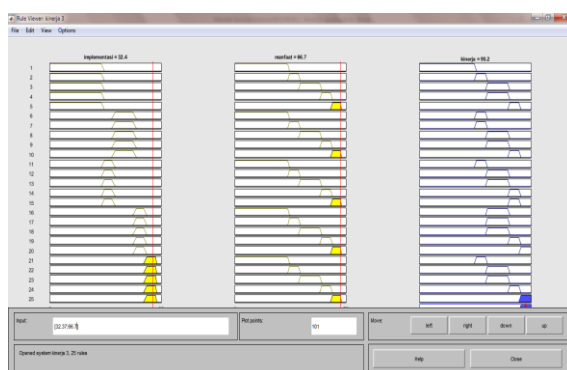 Rule Viewer: kinerja 3
File Edit View Options
implementasi = 32.4
manfaat = 66.7
kinerja = 90.2
1
2
3
4
5
6
7
8
9
10
11
12
13
14
15
16
17
18
19
20
21
22
23
24
25
Input:
[32.37;66.7]
Plot points:
101
Move:
left
right
down
up
Opened system kinerja 3, 25 rules
Help
Close